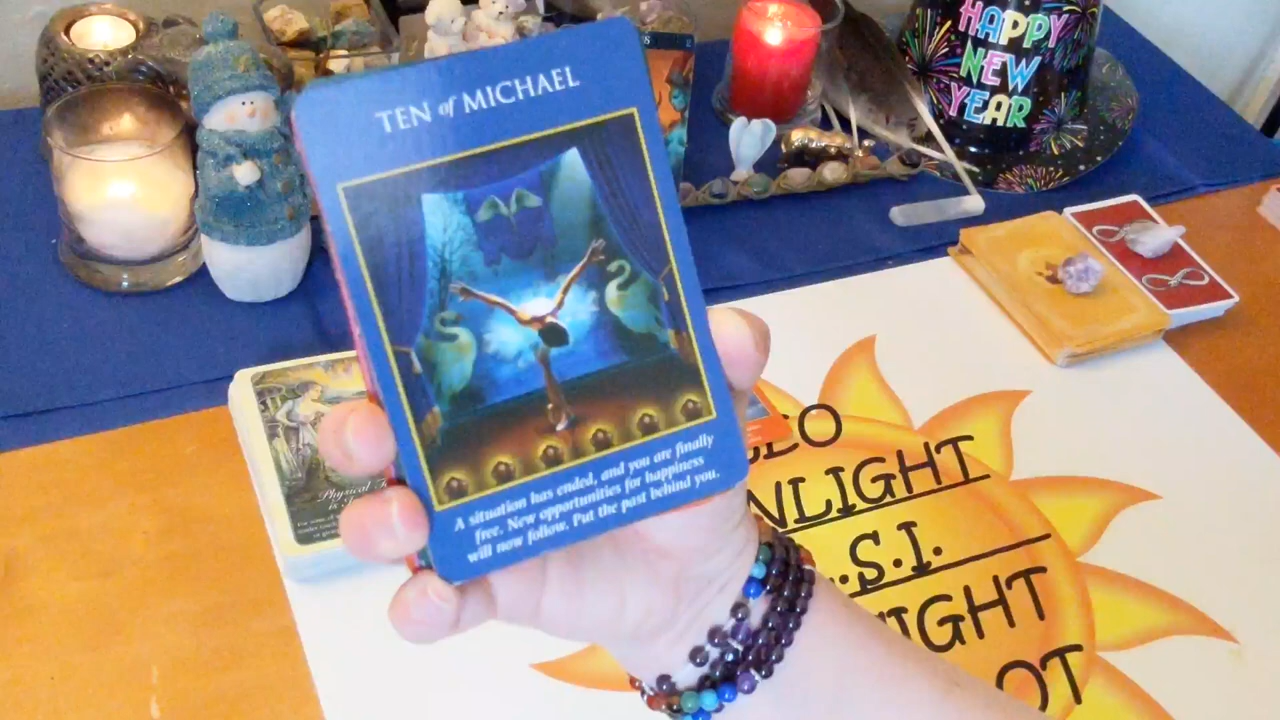 TEN of MICHAEL
A situation has ended, and you are finally
free. New opportunities for happiness
will now follow. Put the past behind you.
HAPPY
NEW
YEAR
Physical
NLIGHT
.S.I.
IGHT
OT